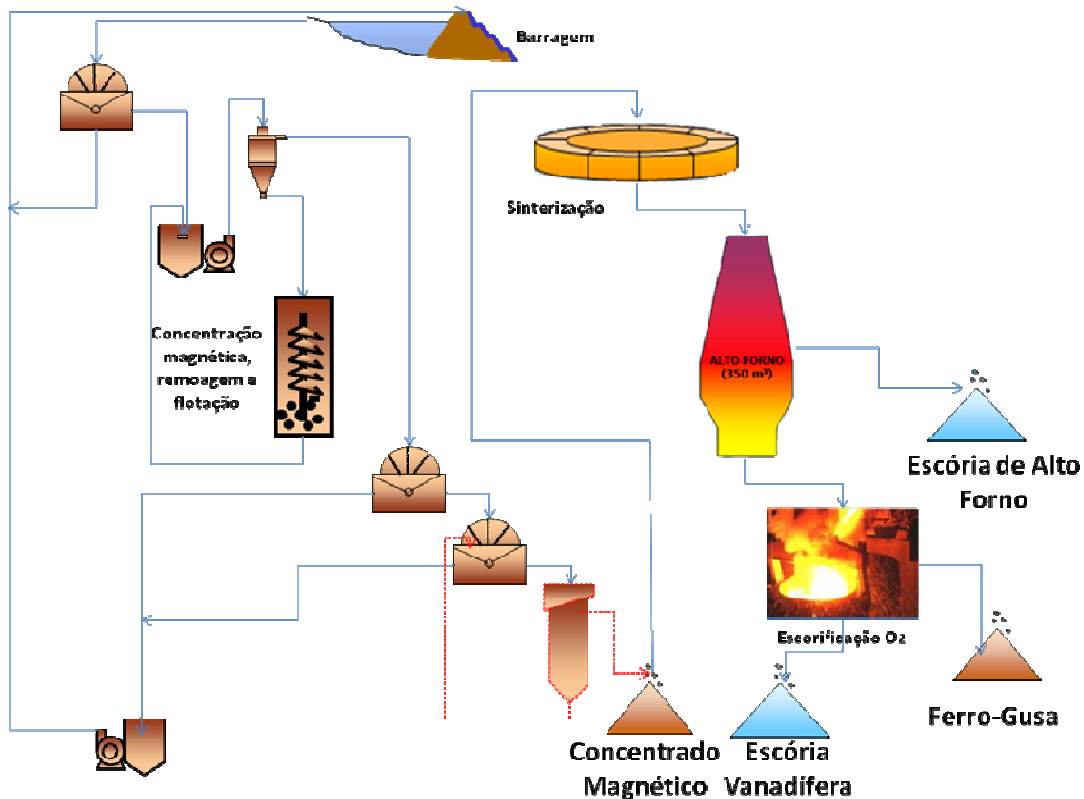 Barragem
Sinterização
Concentração
magnética,
remoagem e
flotação
ALTO FORNO
(350 m³)
Escória de Alto
Forno
Escorificação O2
Ferro-Gusa
Concentrado
Magnético
Escória
Vanadífera